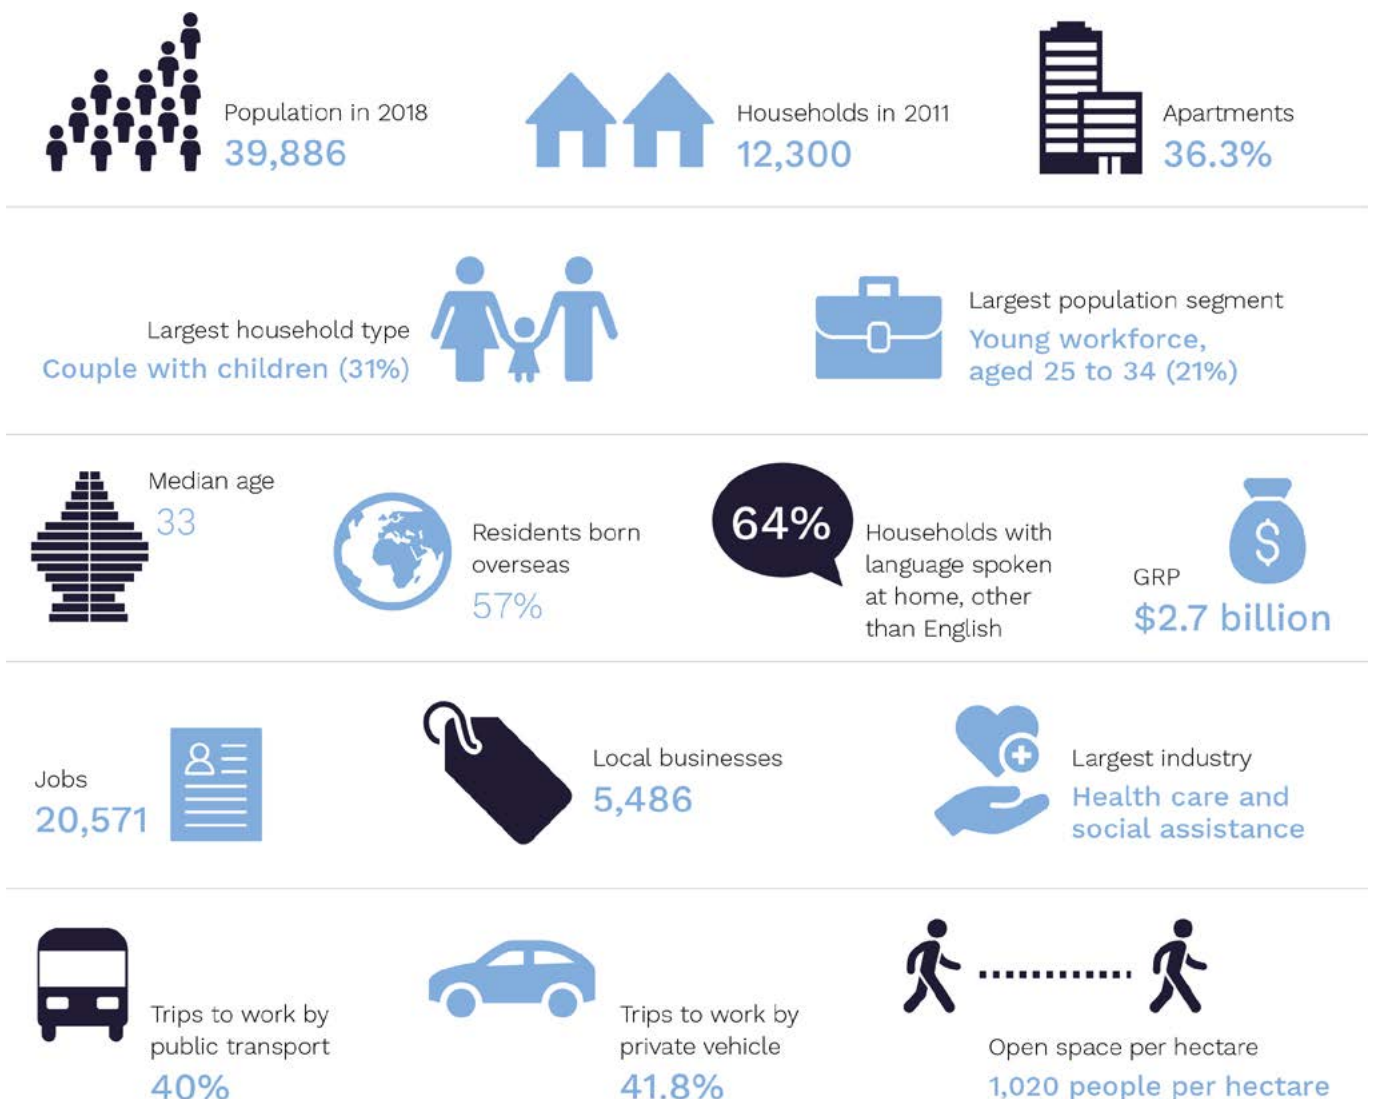 Population in 2018
39,886
Households in 2011
12,300
Apartments
36.3%
Largest household type
Couple with children (31%)
Largest population segment
Young workforce,
aged 25 to 34 (21%)
Median age
33
Residents born
overseas
57%
64%
Households with
language spoken
at home, other
than English
GRP
$
$2.7 billion
Jobs
20,571
Local businesses
5,486
Largest industry
Health care and
social assistance
Trips to work by
public transport
40%
Trips to work by
private vehicle
41.8%
Open space per hectare
1,020 people per hectare